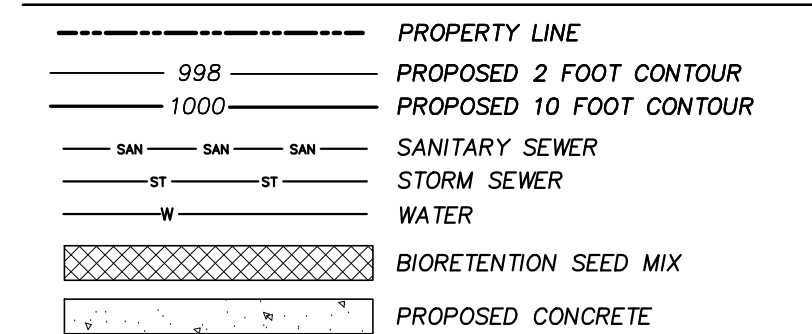 PROPERTY LINE
998 PROPOSED 2 FOOT CONTOUR
1000 PROPOSED 10 FOOT CONTOUR
SAN SAN SAN SANITARY SEWER
ST ST STORM SEWER
W WATER
BIORETENTION SEED MIX
PROPOSED CONCRETE